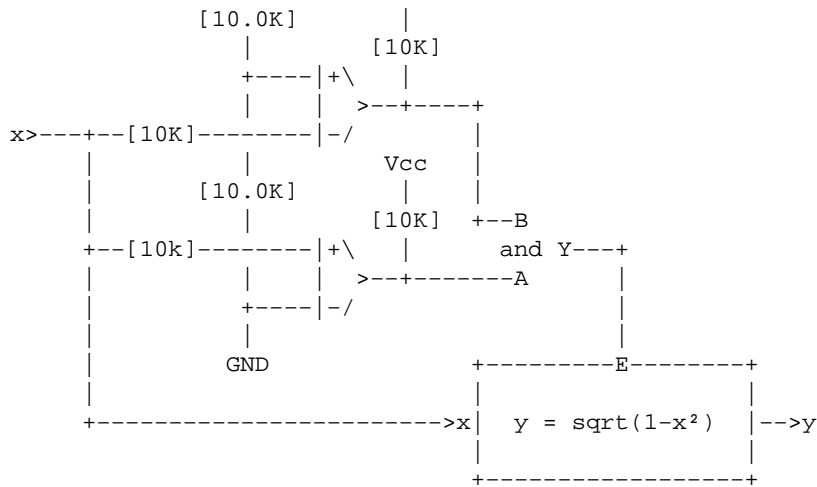 [10.0K] |
| [10K]
+----|+\ |
| | >--+----+
x>---+--[10K]--------|-/ |
| | Vcc |
| [10.0K] | |
| | [10K] +--B
+--[10k]--------|+\ | and Y---+
| | | >--+-------A |
| +----|-/ |
| | |
| GND +---------E--------+
| | |
+------------------------>x| y = sqrt(1-x²) |-->y
| |
+------------------+